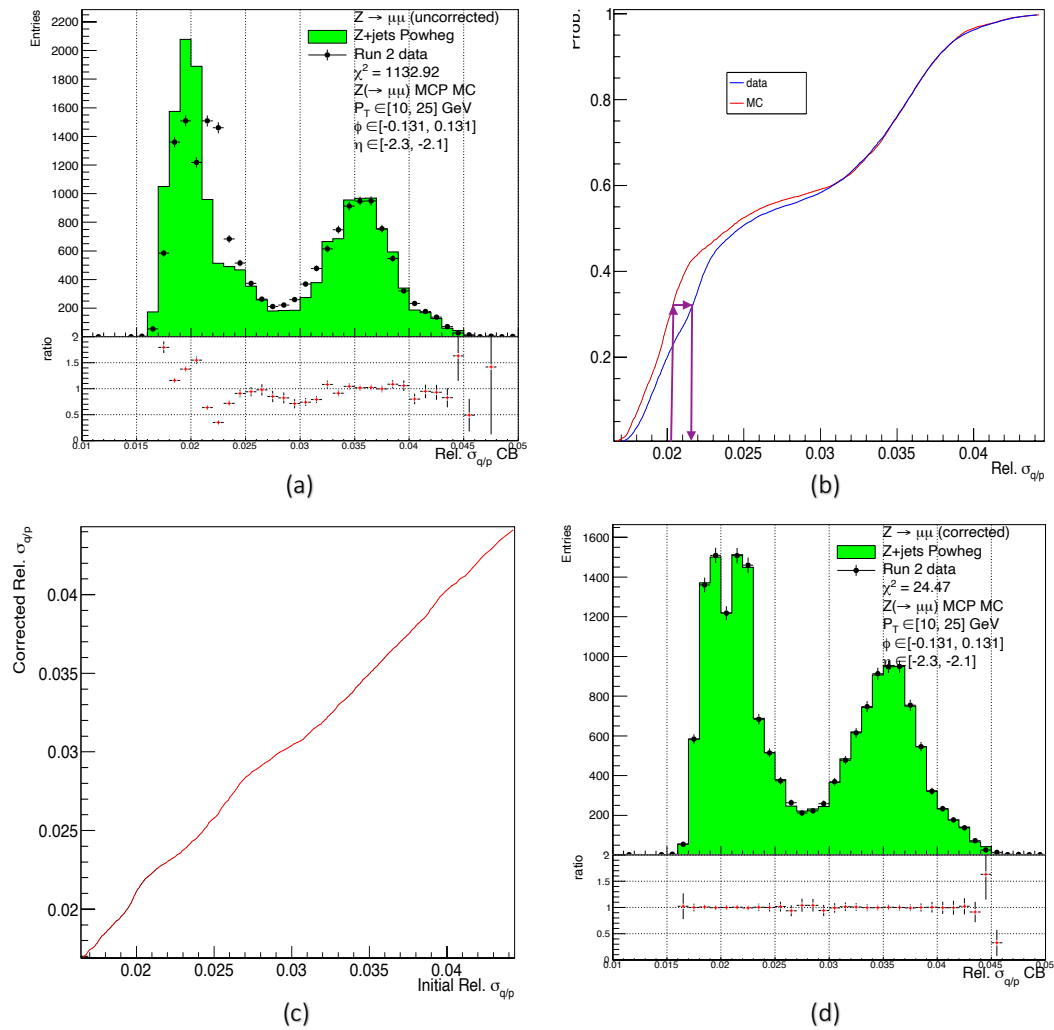 Z → μμ (uncorrected)
Z+jets Powheg
Run 2 data
χ² = 1132.92
Z(→ μμ) MCP MC
P_T ∈[10, 25] GeV
ϕ ∈[-0.131, 0.131]
η ∈[-2.3, -2.1]
Entries
2200
2000
1800
1600
1400
1200
1000
800
600
400
200
2
ratio
1.5
1
0.5
0
0.01 0.015 0.02 0.025 0.03 0.035 0.04 0.045 0.05
Rel. σ_q/p CB
(a)
Prob.
1
0.8
0.6
0.4
0.2
data
MC
0.02 0.025 0.03 0.035 0.04
Rel. σ_q/p
(b)
Corrected Rel. σ_q/p
0.04
0.035
0.03
0.025
0.02
0.02 0.025 0.03 0.035 0.04
Initial Rel. σ_q/p
(c)
Z → μμ (corrected)
Z+jets Powheg
Run 2 data
χ² = 24.47
Z(→ μμ) MCP MC
P_T ∈[10, 25] GeV
ϕ ∈[-0.131, 0.131]
η ∈[-2.3, -2.1]
Entries
1600
1400
1200
1000
800
600
400
200
2
ratio
1.5
1
0.5
0
0.01 0.015 0.02 0.025 0.03 0.035 0.04 0.045 0.05
Rel. σ_q/p CB
(d)